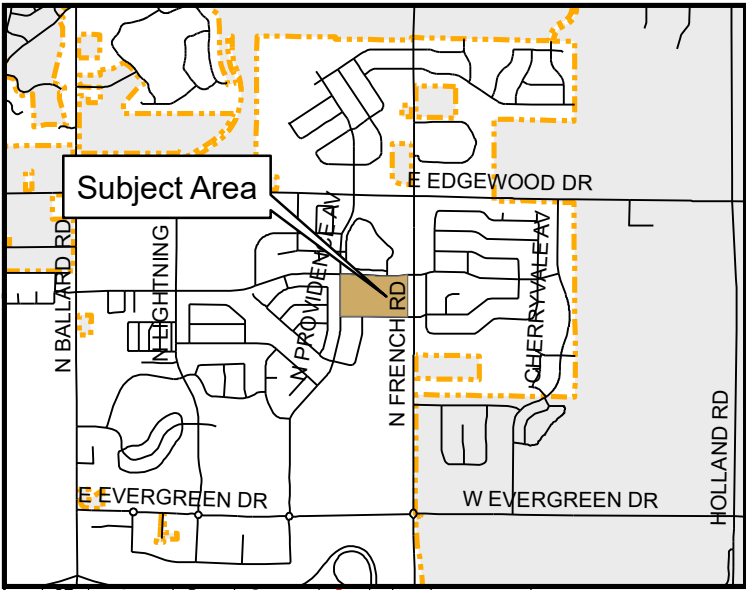 E EDGEWOOD DR
Subject Area
N BALLARD RD
N LIGHTNING
N PROVIDENCE AV
N FRENCH RD
CHERRYVALE AV
HOLLAND RD
E EVERGREEN DR
W EVERGREEN DR